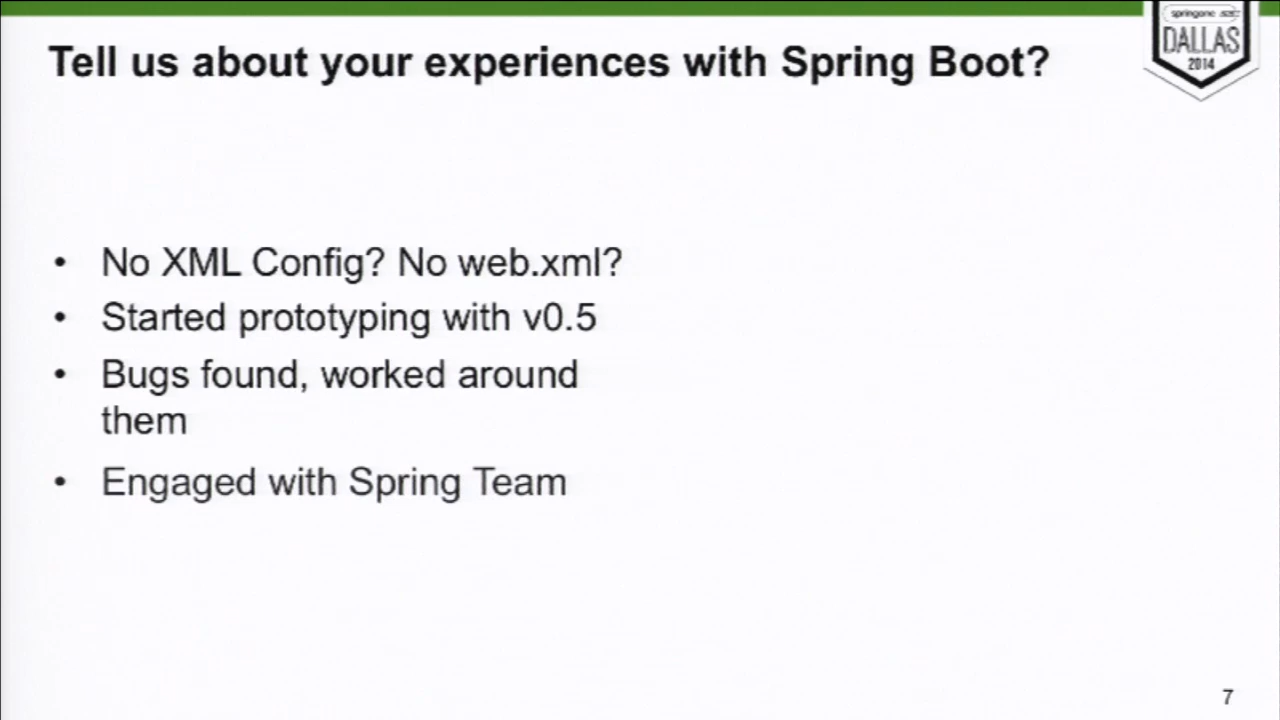 springone
DALLAS
2014
Tell us about your experiences with Spring Boot?
• No XML Config? No web.xml?
• Started prototyping with v0.5
• Bugs found, worked around
them
• Engaged with Spring Team
7